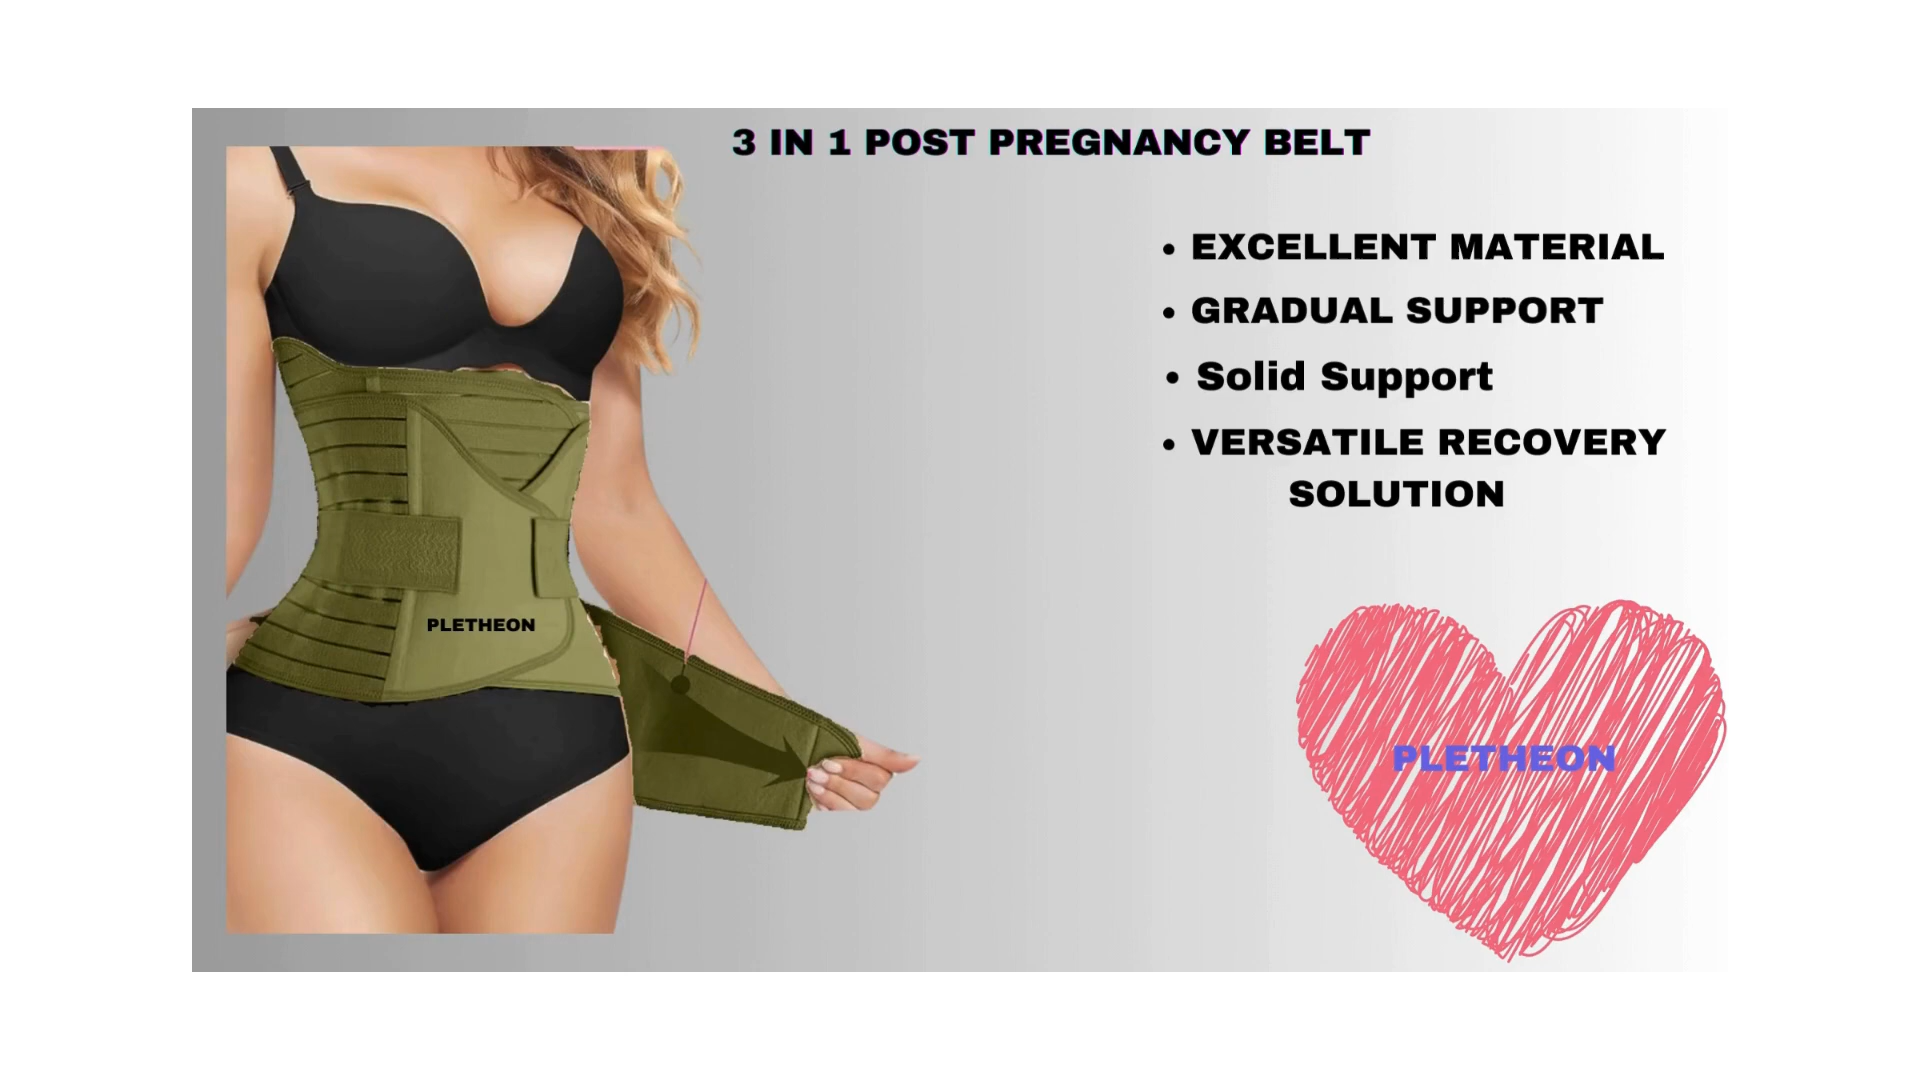 3 IN 1 POST PREGNANCY BELT
• EXCELLENT MATERIAL
• GRADUAL SUPPORT
• Solid Support
• VERSATILE RECOVERY
SOLUTION
PLETHEON
PLETHEON